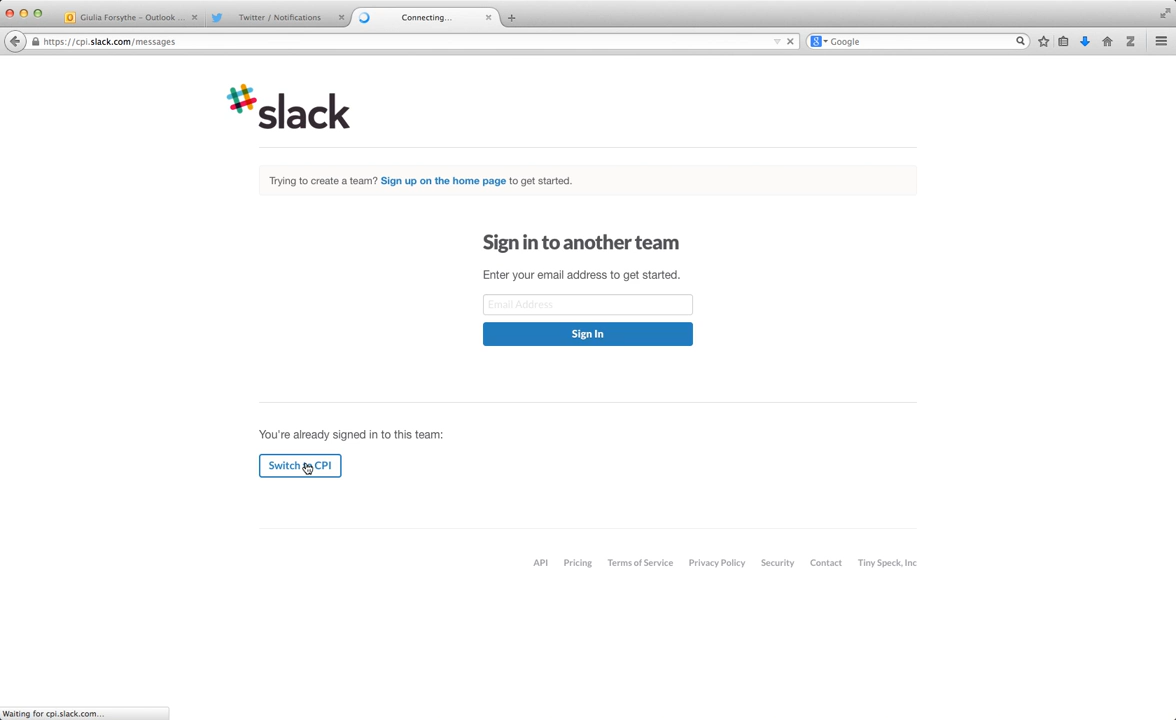 Giulia Forsythe – Outlook ...
Twitter / Notifications
Connecting...
https://cpi.slack.com/messages
Google
slack
Trying to create a team? Sign up on the home page to get started.
Sign in to another team
Enter your email address to get started.
Email Address
Sign In
You're already signed in to this team:
Switch to CPI
API Pricing Terms of Service Privacy Policy Security Contact Tiny Speck, Inc
Waiting for cpi.slack.com...